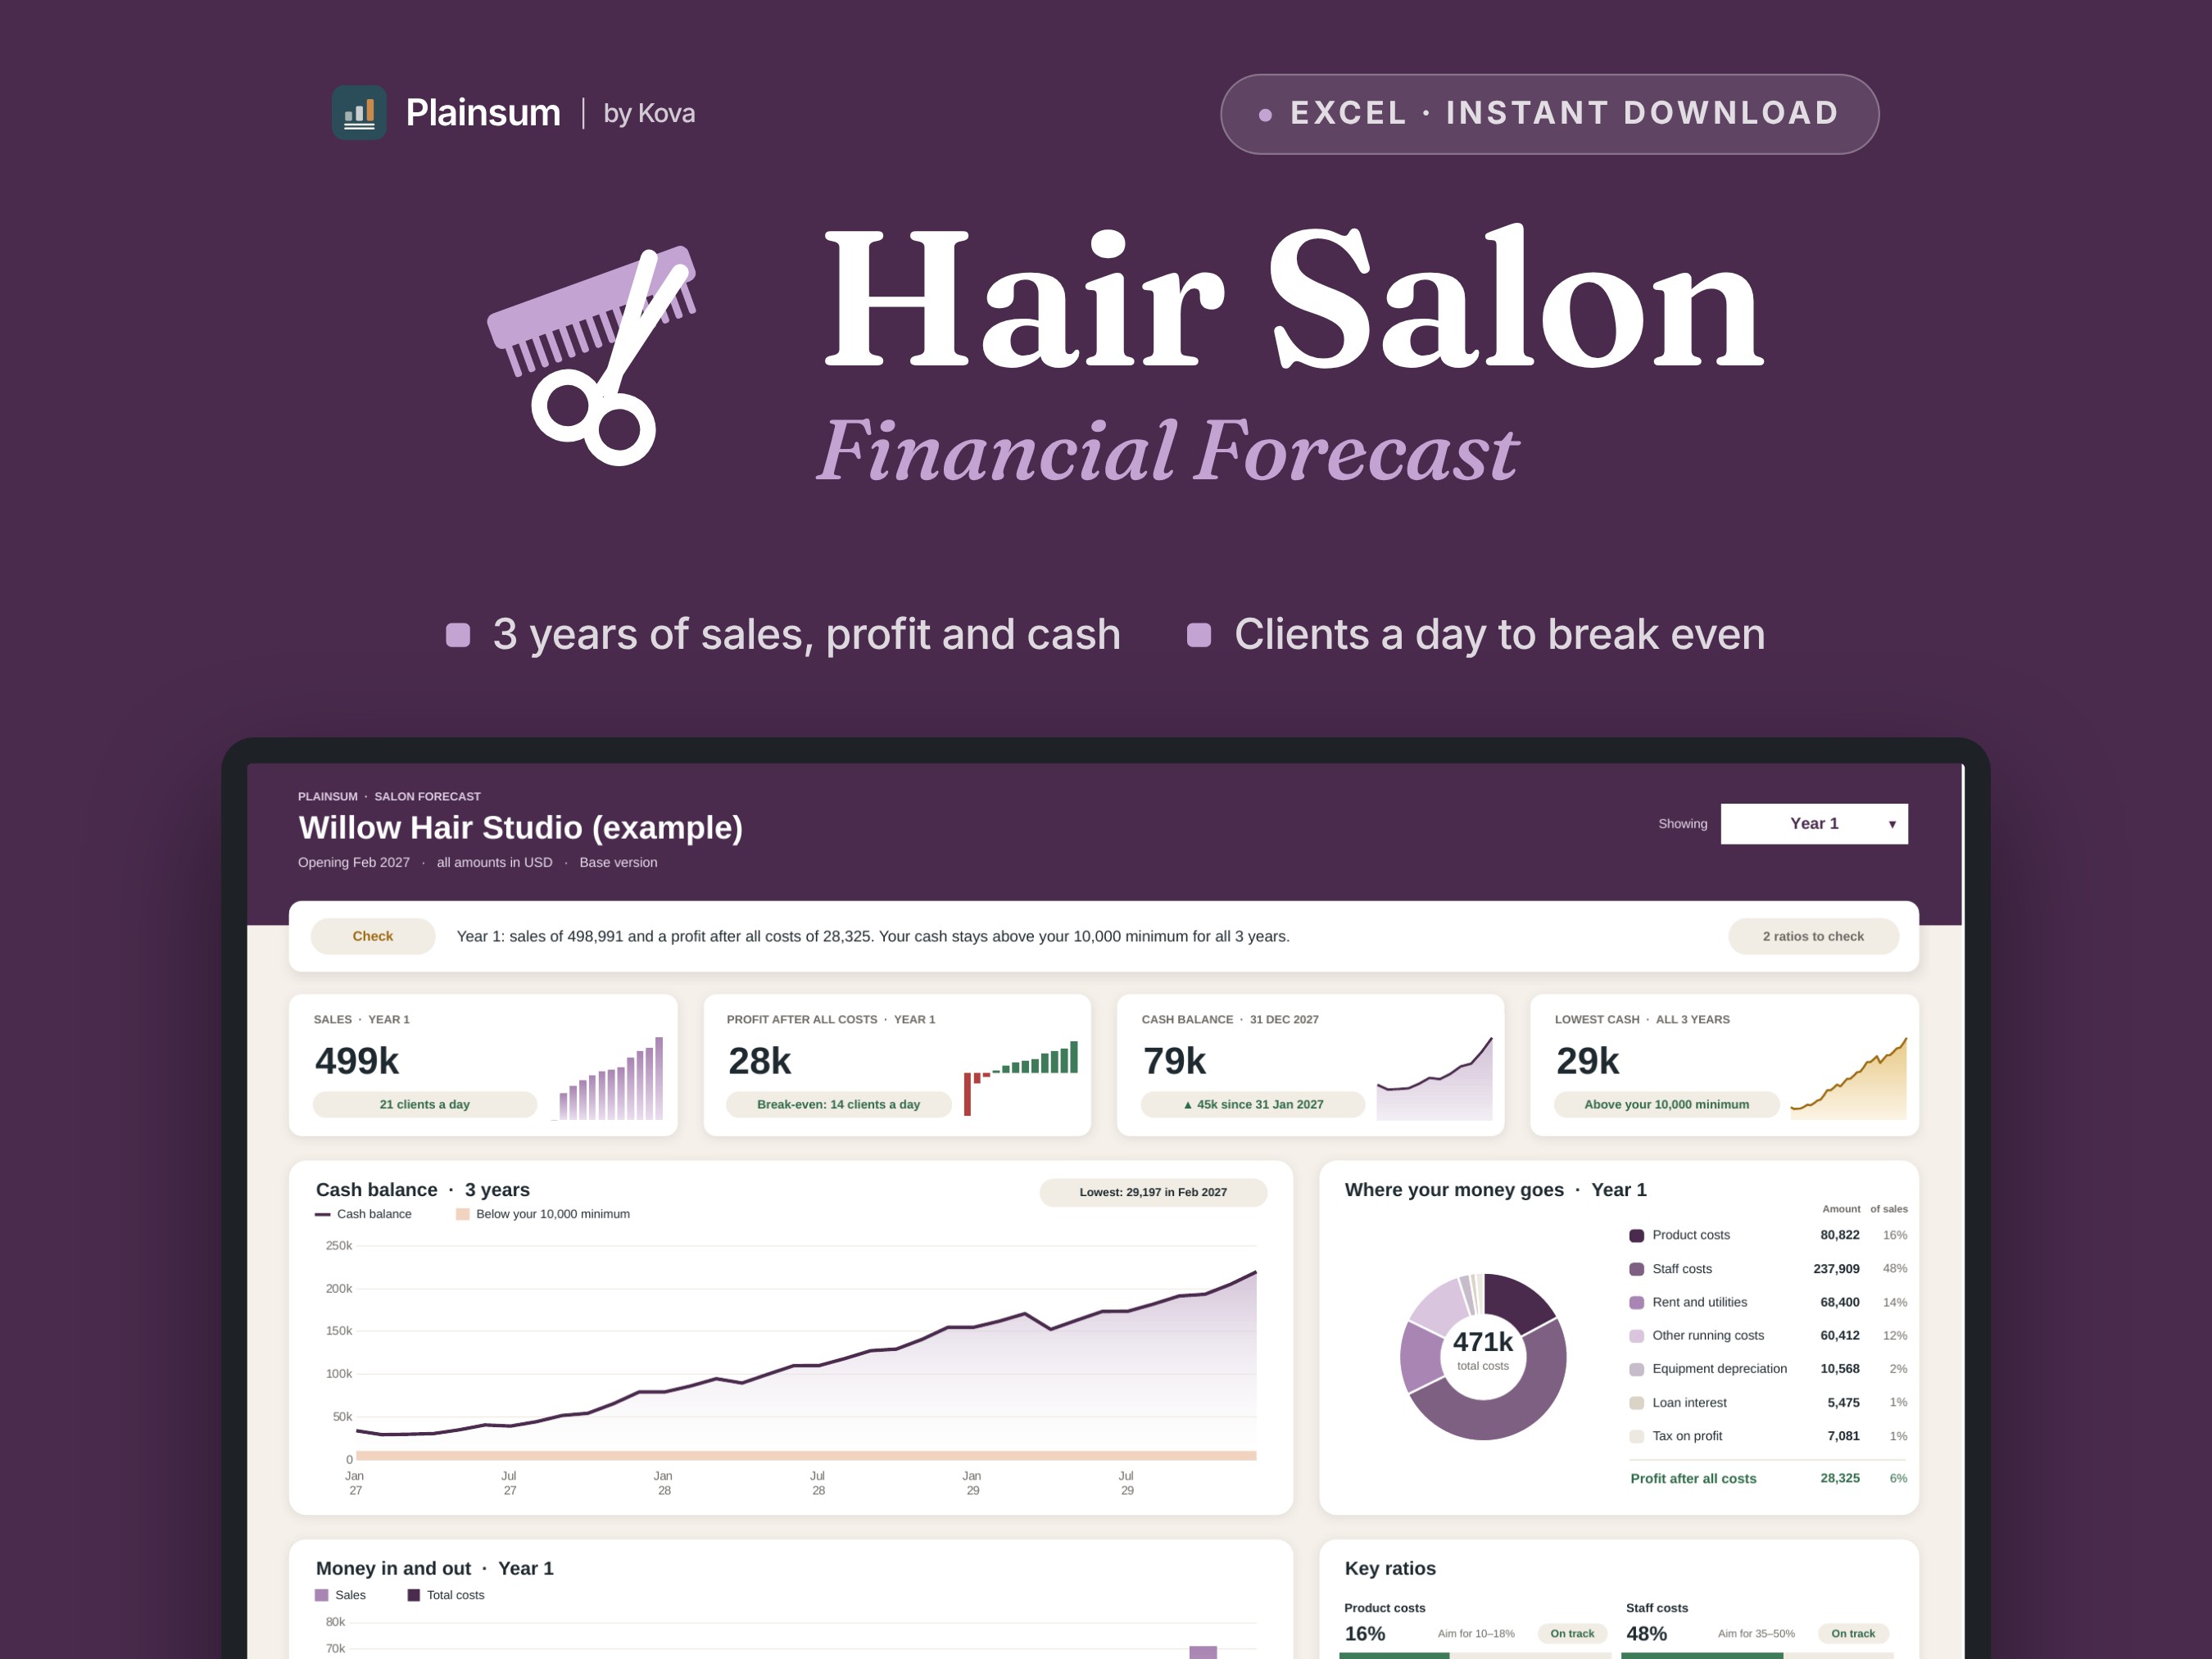 Plainsum | by Kova
EXCEL · INSTANT DOWNLOAD
Hair Salon
Financial Forecast
3 years of sales, profit and cash
Clients a day to break even
PLAINSUM · SALON FORECAST
Willow Hair Studio (example)
Opening Feb 2027 · all amounts in USD · Base version
Showing
Year 1 ▼
Check
Year 1: sales of 498,991 and a profit after all costs of 28,325. Your cash stays above your 10,000 minimum for all 3 years.
2 ratios to check
SALES · YEAR 1
499k
21 clients a day
PROFIT AFTER ALL COSTS · YEAR 1
28k
Break-even: 14 clients a day
CASH BALANCE · 31 DEC 2027
79k
▲ 45k since 31 Jan 2027
LOWEST CASH · ALL 3 YEARS
29k
Above your 10,000 minimum
Cash balance · 3 years
Lowest: 29,197 in Feb 2027
Cash balance
Below your 10,000 minimum
250k
200k
150k
100k
50k
0
Jan 27
Jul 27
Jan 28
Jul 28
Jan 29
Jul 29
Where your money goes · Year 1
Amount of sales
471k
total costs
Product costs 80,822 16%
Staff costs 237,909 48%
Rent and utilities 68,400 14%
Other running costs 60,412 12%
Equipment depreciation 10,568 2%
Loan interest 5,475 1%
Tax on profit 7,081 1%
Profit after all costs 28,325 6%
Money in and out · Year 1
Sales
Total costs
80k
70k
Key ratios
Product costs
16% Aim for 10–18% On track
Staff costs
48% Aim for 35–50% On track